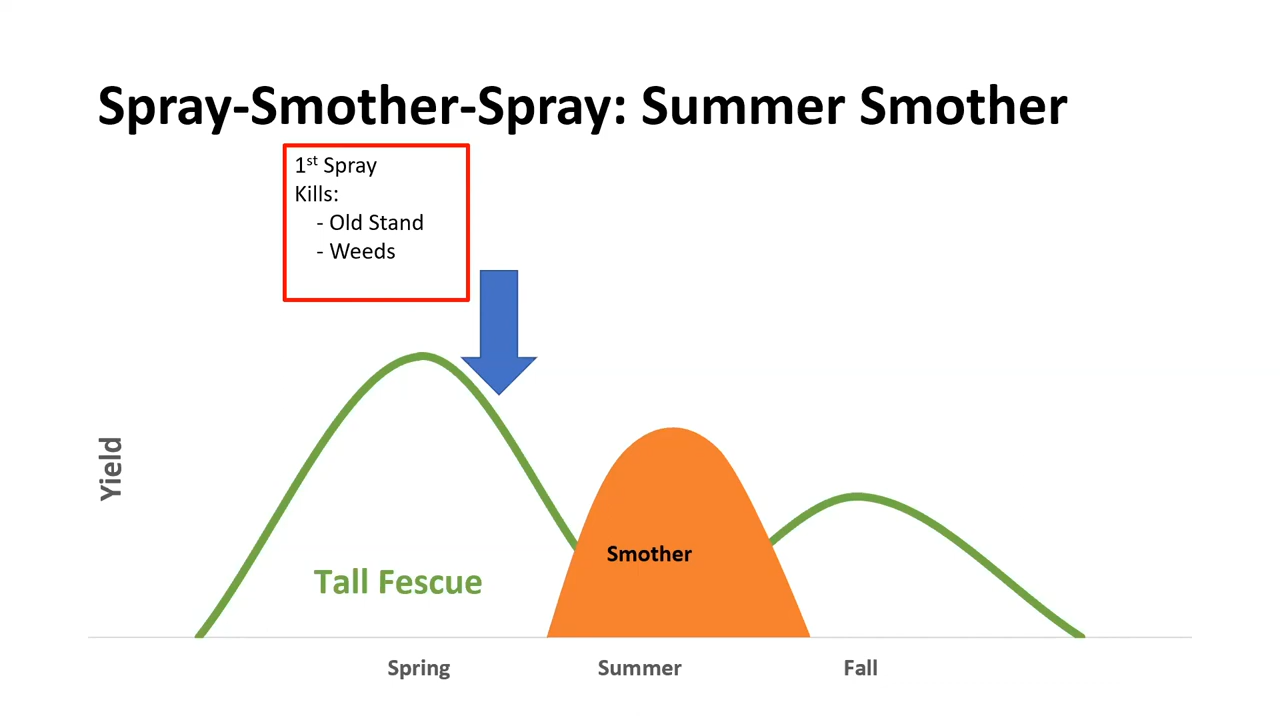 Spray-Smother-Spray: Summer Smother
1st Spray
Kills:
- Old Stand
- Weeds
Yield
Smother
Tall Fescue
Spring
Summer
Fall